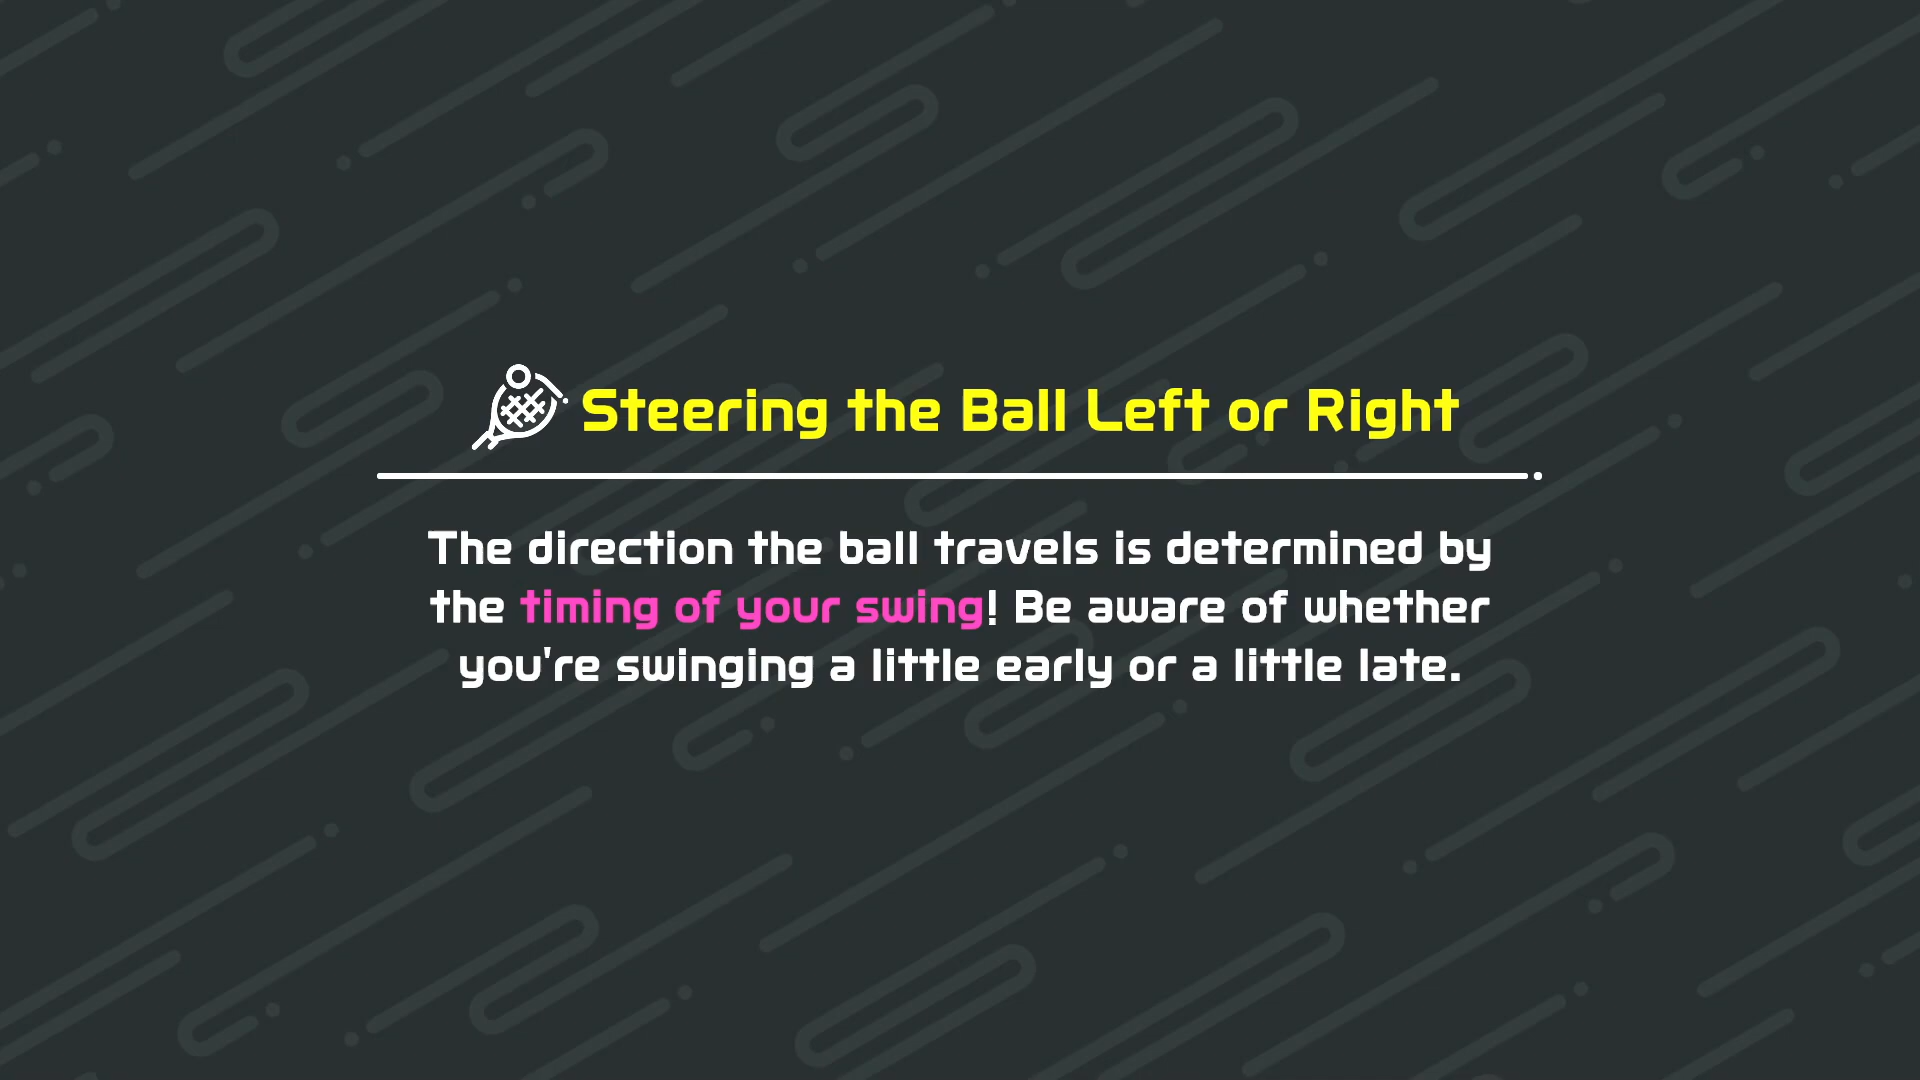 Steering the Ball Left or Right
The direction the ball travels is determined by
the timing of your swing! Be aware of whether
you're swinging a little early or a little late.